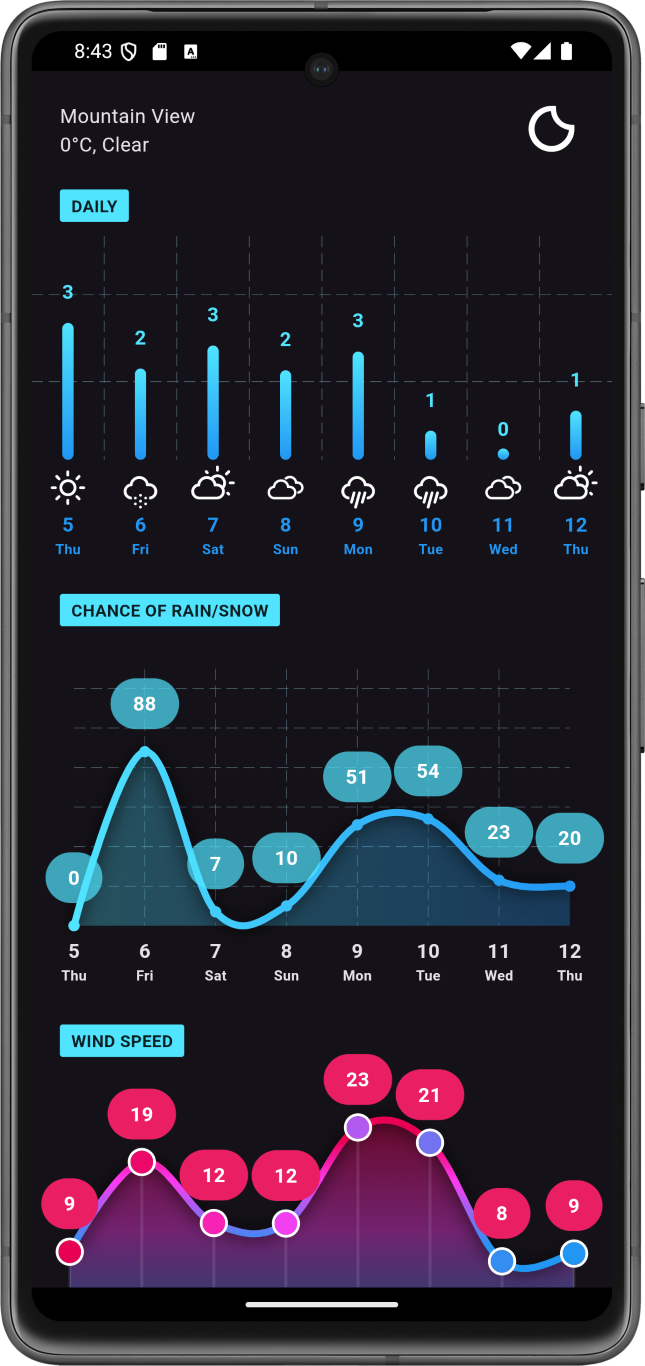 8:43 A
Mountain View
0°C, Clear
DAILY
3 2 3 2 3 1 0 1
5 6 7 8 9 10 11 12
Thu Fri Sat Sun Mon Tue Wed Thu
CHANCE OF RAIN/SNOW
0 88 7 10 51 54 23 20
5 6 7 8 9 10 11 12
Thu Fri Sat Sun Mon Tue Wed Thu
WIND SPEED
9 19 12 12 23 21 8 9